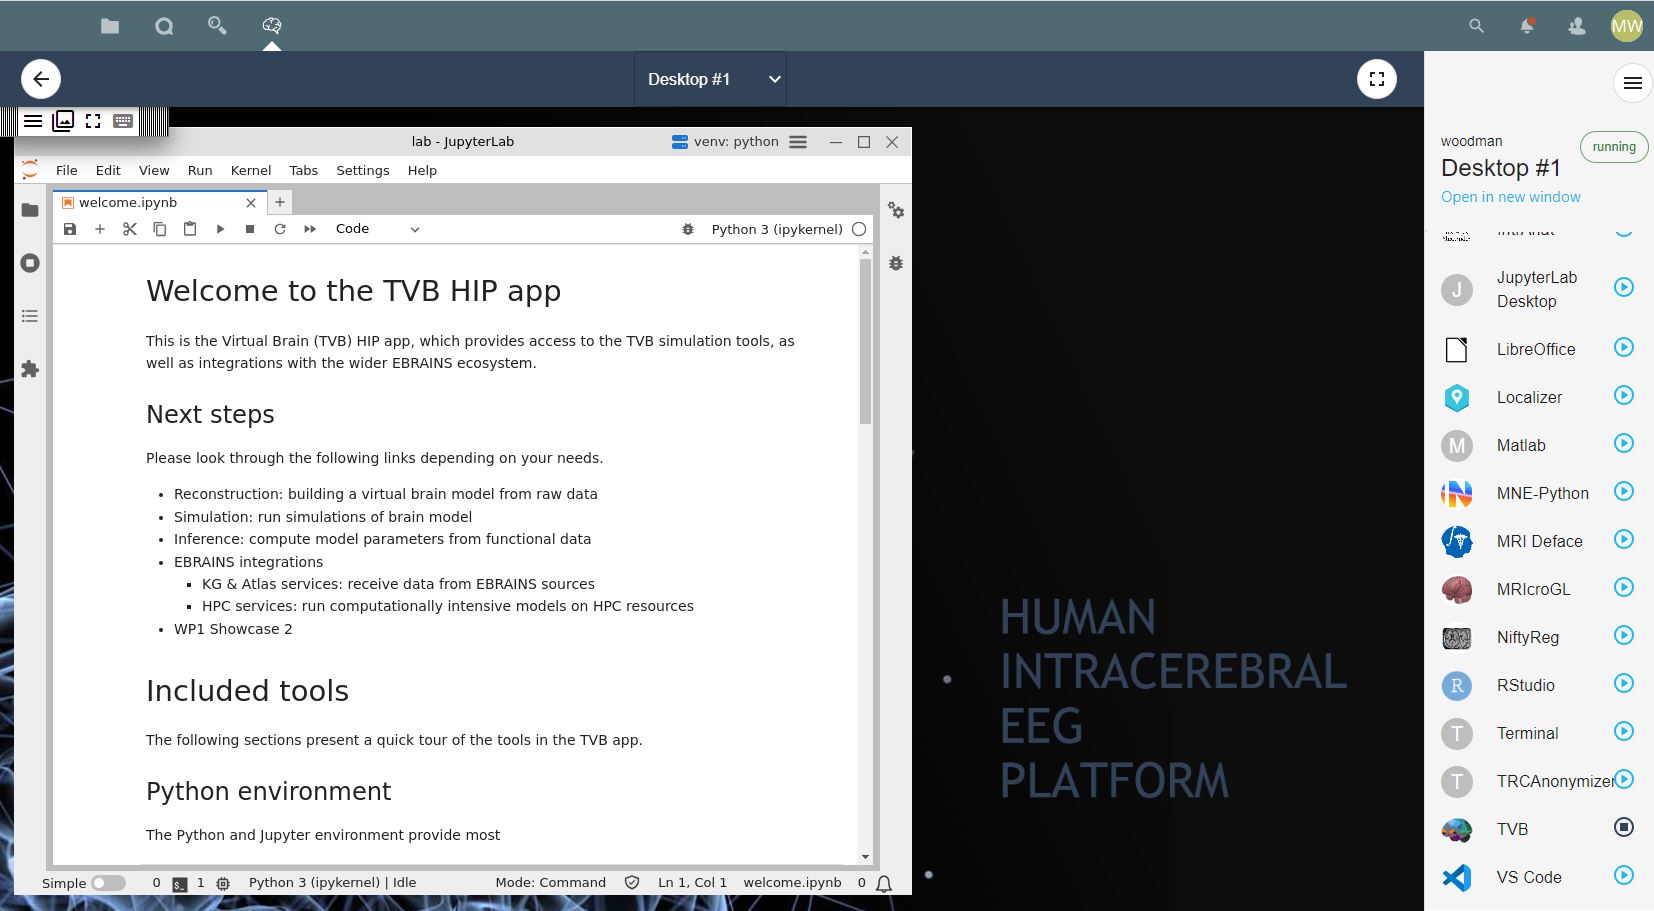 MW
Desktop #1
lab - JupyterLab
venv: python
File Edit View Run Kernel Tabs Settings Help
welcome.ipynb
Code
Python 3 (ipykernel)
Welcome to the TVB HIP app
This is the Virtual Brain (TVB) HIP app, which provides access to the TVB simulation tools, as
well as integrations with the wider EBRAINS ecosystem.
Next steps
Please look through the following links depending on your needs.
• Reconstruction: building a virtual brain model from raw data
• Simulation: run simulations of brain model
• Inference: compute model parameters from functional data
• EBRAINS integrations
▪ KG & Atlas services: receive data from EBRAINS sources
▪ HPC services: run computationally intensive models on HPC resources
• WP1 Showcase 2
Included tools
The following sections present a quick tour of the tools in the TVB app.
Python environment
The Python and Jupyter environment provide most
Simple 0 1 Python 3 (ipykernel) | Idle Mode: Command Ln 1, Col 1 welcome.ipynb 0
HUMAN
INTRACEREBRAL
EEG
PLATFORM
woodman
running
Desktop #1
Open in new window
J JupyterLab
Desktop
LibreOffice
Localizer
M Matlab
MNE-Python
MRI Deface
MRIcroGL
NiftyReg
R RStudio
T Terminal
T TRCAnonymizer
TVB
VS Code